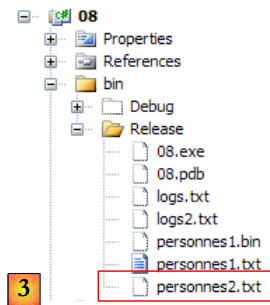 C# 08
Properties
References
bin
Debug
Release
08.exe
08.pdb
logs.txt
logs2.txt
personnes1.bin
personnes1.txt
personnes2.txt
3